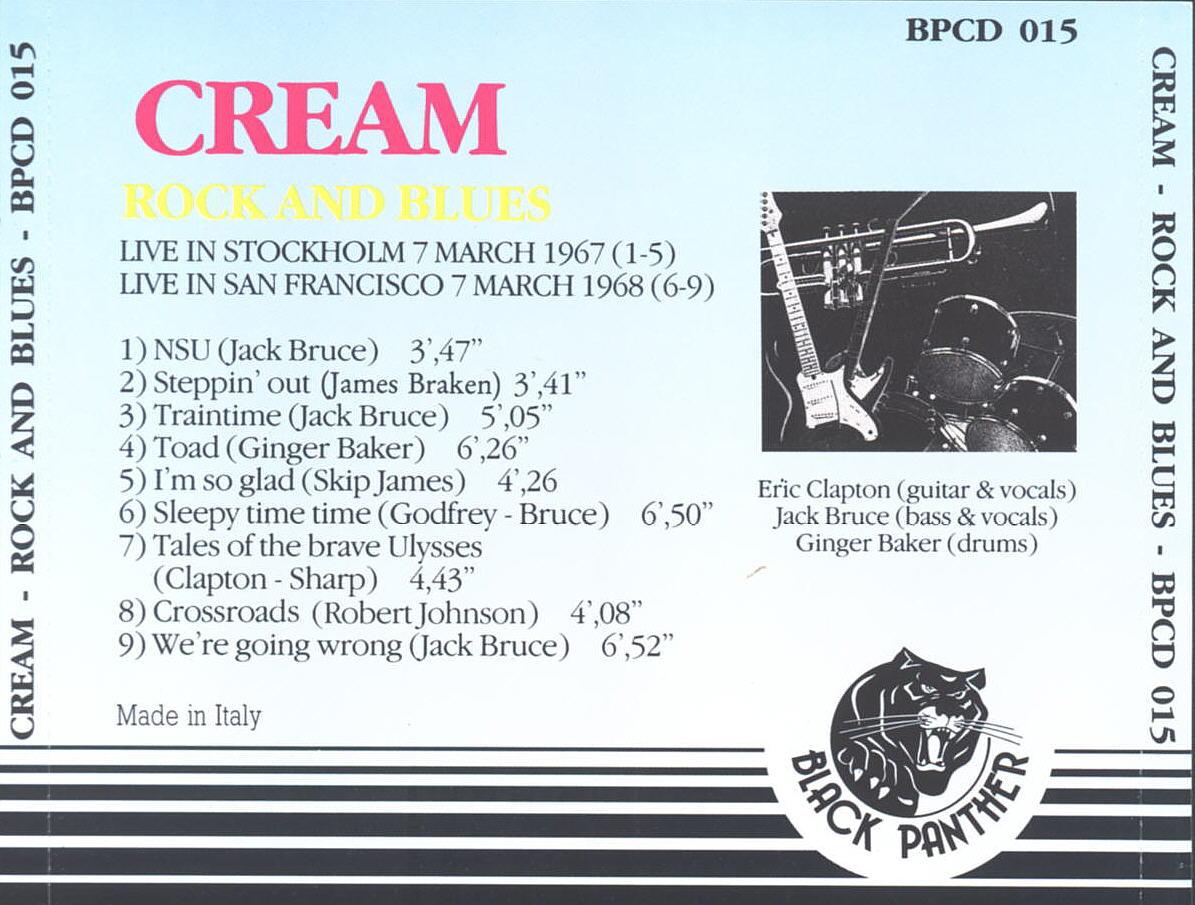 BPCD 015
CREAM
ROCK AND BLUES
LIVE IN STOCKHOLM 7 MARCH 1967 (1-5)
LIVE IN SAN FRANCISCO 7 MARCH 1968 (6-9)
1) NSU (Jack Bruce) 3',47"
2) Steppin' out (James Braken) 3',41"
3) Traintime (Jack Bruce) 5',05"
4) Toad (Ginger Baker) 6',26"
5) I'm so glad (Skip James) 4',26
6) Sleepy time time (Godfrey - Bruce) 6',50"
7) Tales of the brave Ulysses
(Clapton - Sharp) 4,43"
8) Crossroads (Robert Johnson) 4',08"
9) We're going wrong (Jack Bruce) 6',52"
Made in Italy
Eric Clapton (guitar & vocals)
Jack Bruce (bass & vocals)
Ginger Baker (drums)
BLACK PANTHER
CREAM - ROCK AND BLUES - BPCD 015
CREAM - ROCK AND BLUES - BPCD 015